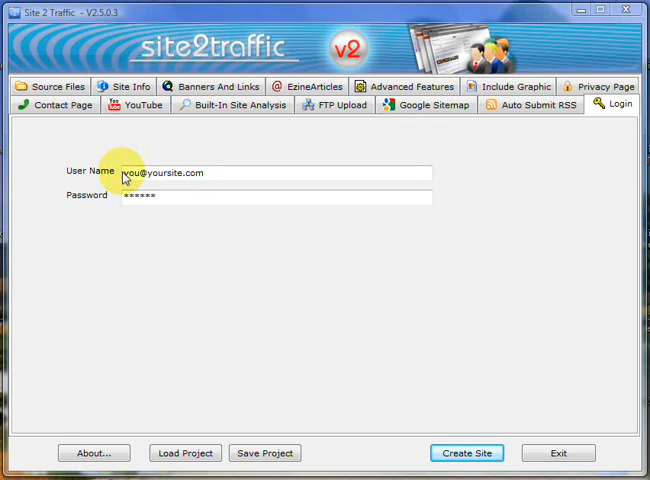 Site 2 Traffic - V2.5.0.3
site2traffic v2
Source Files Site Info Banners And Links EzineArticles Advanced Features Include Graphic Privacy Page
Contact Page YouTube Built-In Site Analysis FTP Upload Google Sitemap Auto Submit RSS Login
User Name you@yoursite.com
Password ******
About... Load Project Save Project Create Site Exit